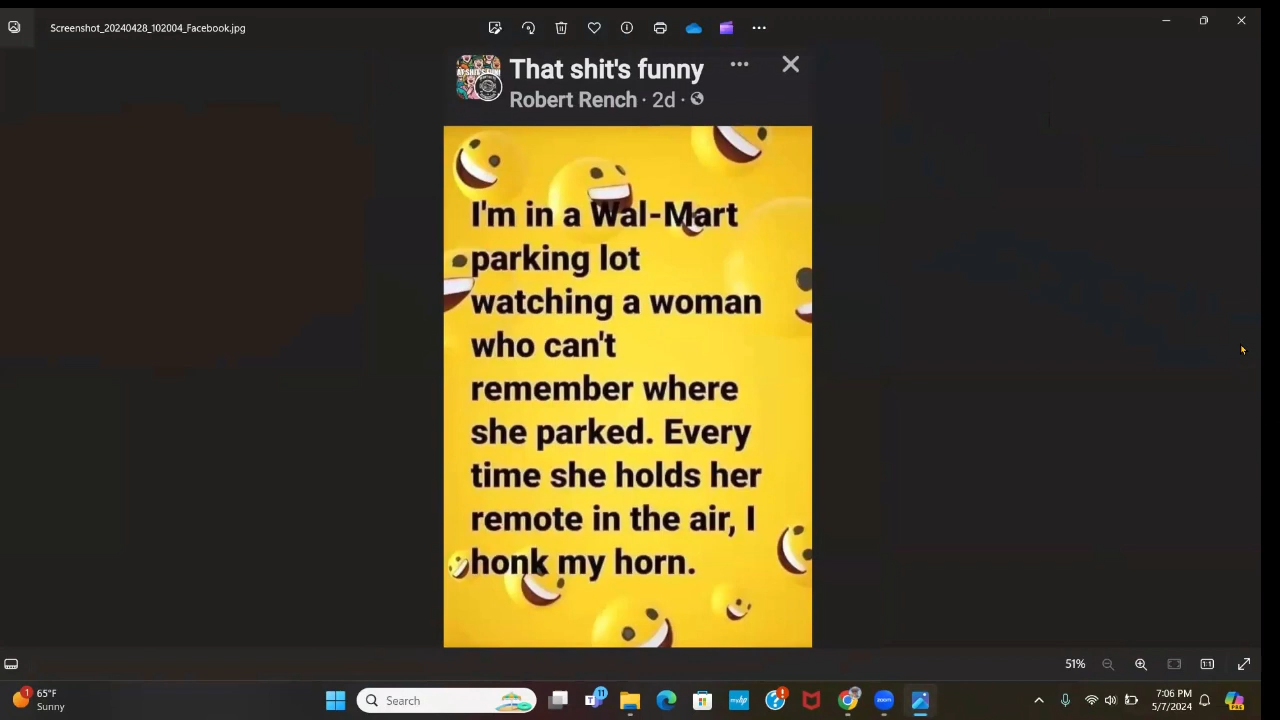 Screenshot_20240428_102004_Facebook.jpg
That shit's funny
Robert Rench · 2d ·
I'm in a Wal-Mart
parking lot
watching a woman
who can't
remember where
she parked. Every
time she holds her
remote in the air, I
honk my horn.
51%
1
65°F
Sunny
Search
11
7:06 PM
5/7/2024